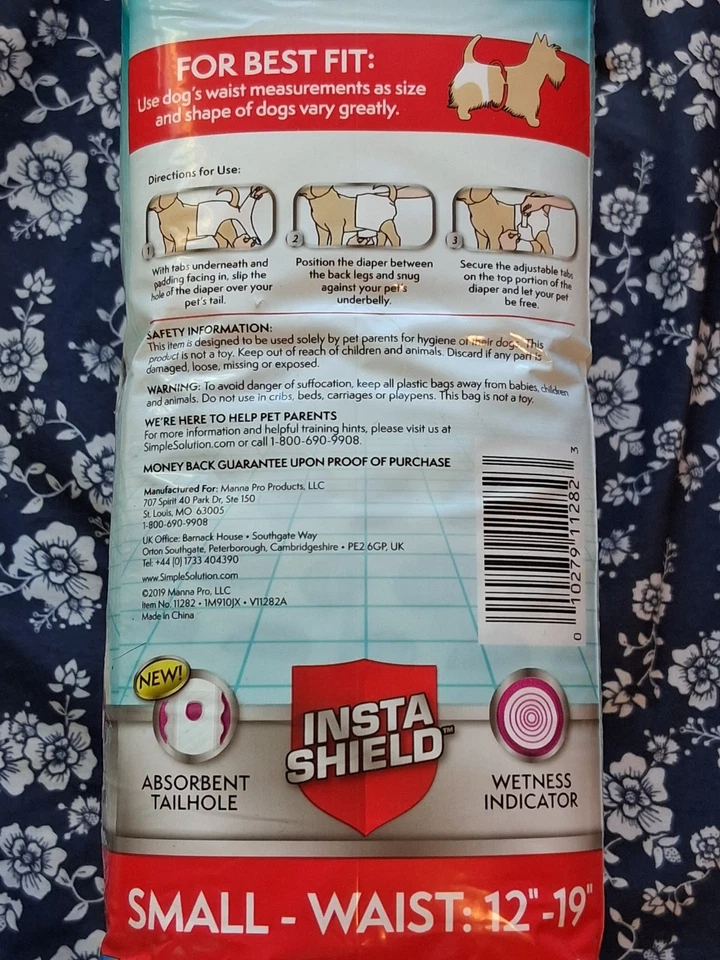 FOR BEST FIT:
Use dog's waist measurements as size
and shape of dogs vary greatly.
Directions for Use:
1
With tabs underneath and
padding facing in, slip the
hole of the diaper over your
pet's tail.
2
Position the diaper between
the back legs and snug
against your pet's
underbelly.
3
Secure the adjustable tabs
on the top portion of the
diaper and let your pet
be free.
SAFETY INFORMATION:
This item is designed to be used solely by pet parents for hygiene of their dogs. This
product is not a toy. Keep out of reach of children and animals. Discard if any part is
damaged, loose, missing or exposed.
WARNING: To avoid danger of suffocation, keep all plastic bags away from babies, children
and animals. Do not use in cribs, beds, carriages or playpens. This bag is not a toy.
WE'RE HERE TO HELP PET PARENTS
For more information and helpful training hints, please visit us at
SimpleSolution.com or call 1-800-690-9908.
MONEY BACK GUARANTEE UPON PROOF OF PURCHASE
Manufactured For: Manna Pro Products, LLC
707 Spirit 40 Park Dr, Ste 150
St. Louis, MO 63005
1-800-690-9908
UK Office: Barnack House • Southgate Way
Orton Southgate, Peterborough, Cambridgeshire • PE2 6GP, UK
Tel: +44 (0) 1733 404390
www.SimpleSolution.com
©2019 Manna Pro, LLC
Item No. 11282 • 1M910JX • V11282A
Made in China
0 10279 11282 3
NEW!
ABSORBENT
TAILHOLE
INSTA
SHIELD™
WETNESS
INDICATOR
SMALL - WAIST: 12"-19"